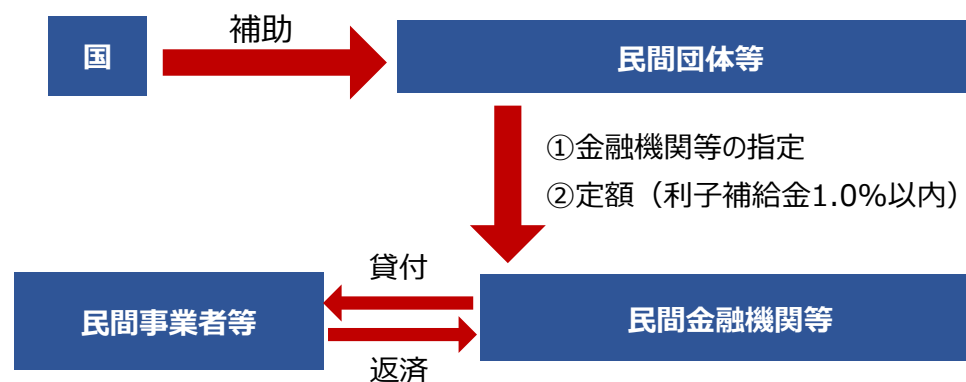 国
補助
民間団体等
①金融機関等の指定
②定額（利子補給金1.0%以内）
貸付
民間事業者等
民間金融機関等
返済